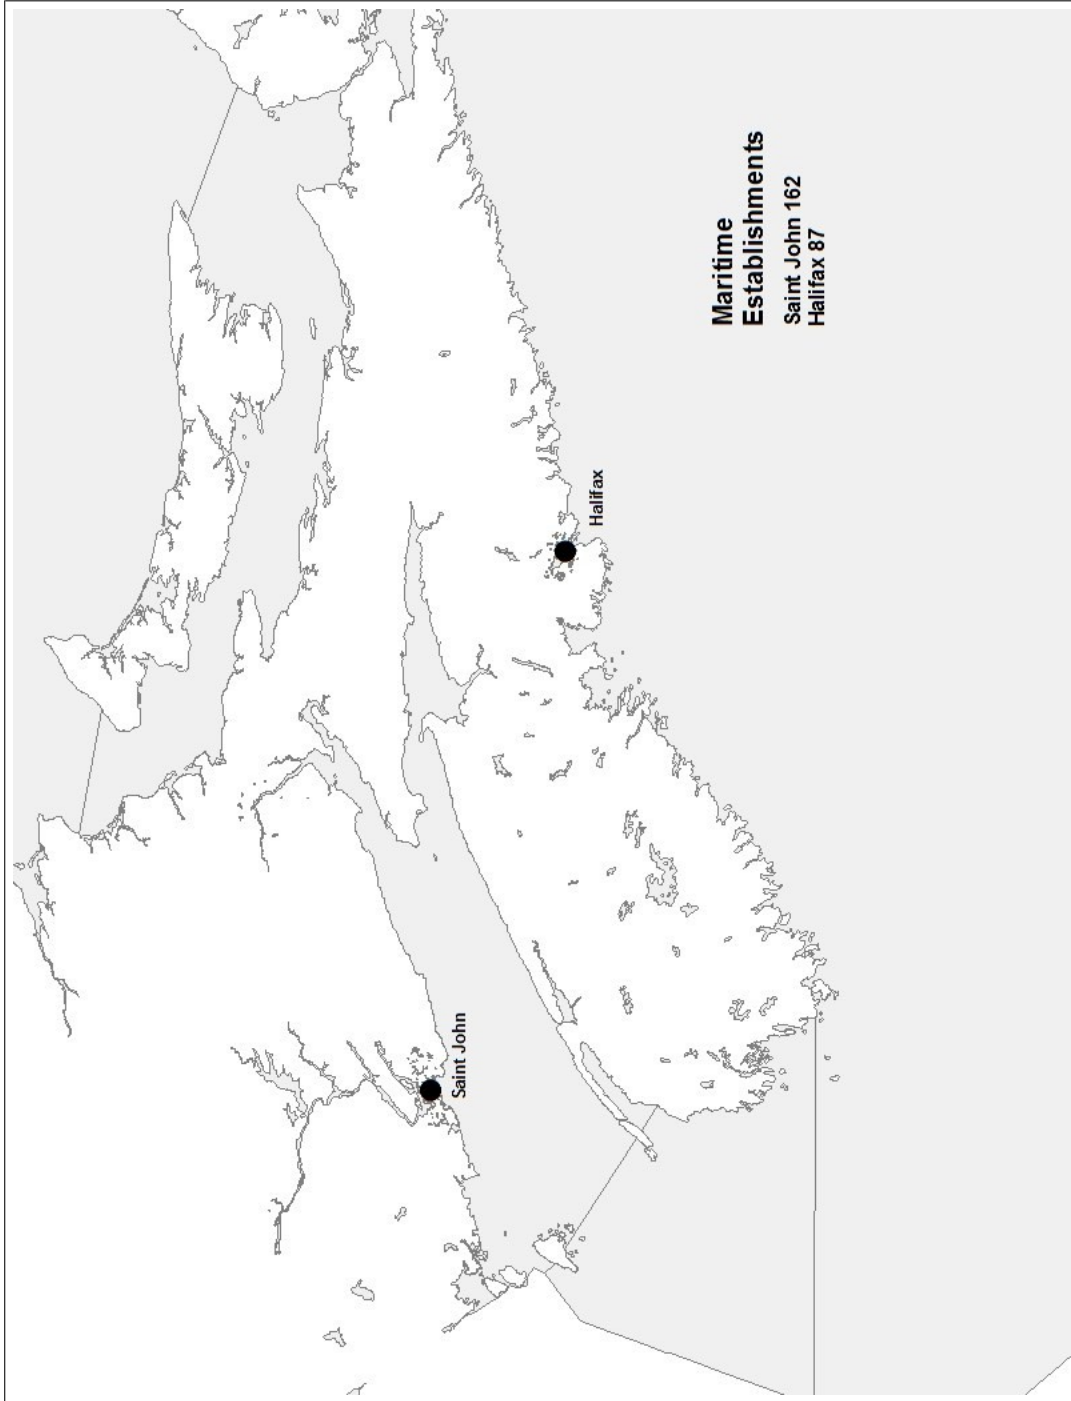 Maritime
Establishments
Saint John 162
Halifax 87
Halifax
Saint John